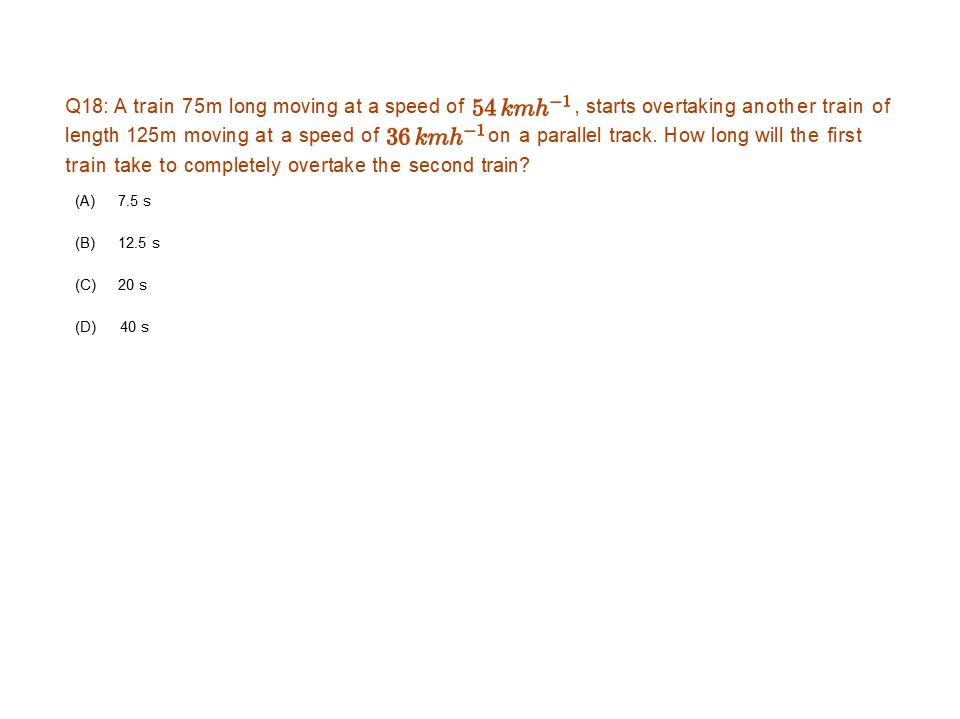 Q18: A train 75m long moving at a speed of 54 kmh⁻¹, starts overtaking another train of
length 125m moving at a speed of 36 kmh⁻¹ on a parallel track. How long will the first
train take to completely overtake the second train?
(A) 7.5 s
(B) 12.5 s
(C) 20 s
(D) 40 s